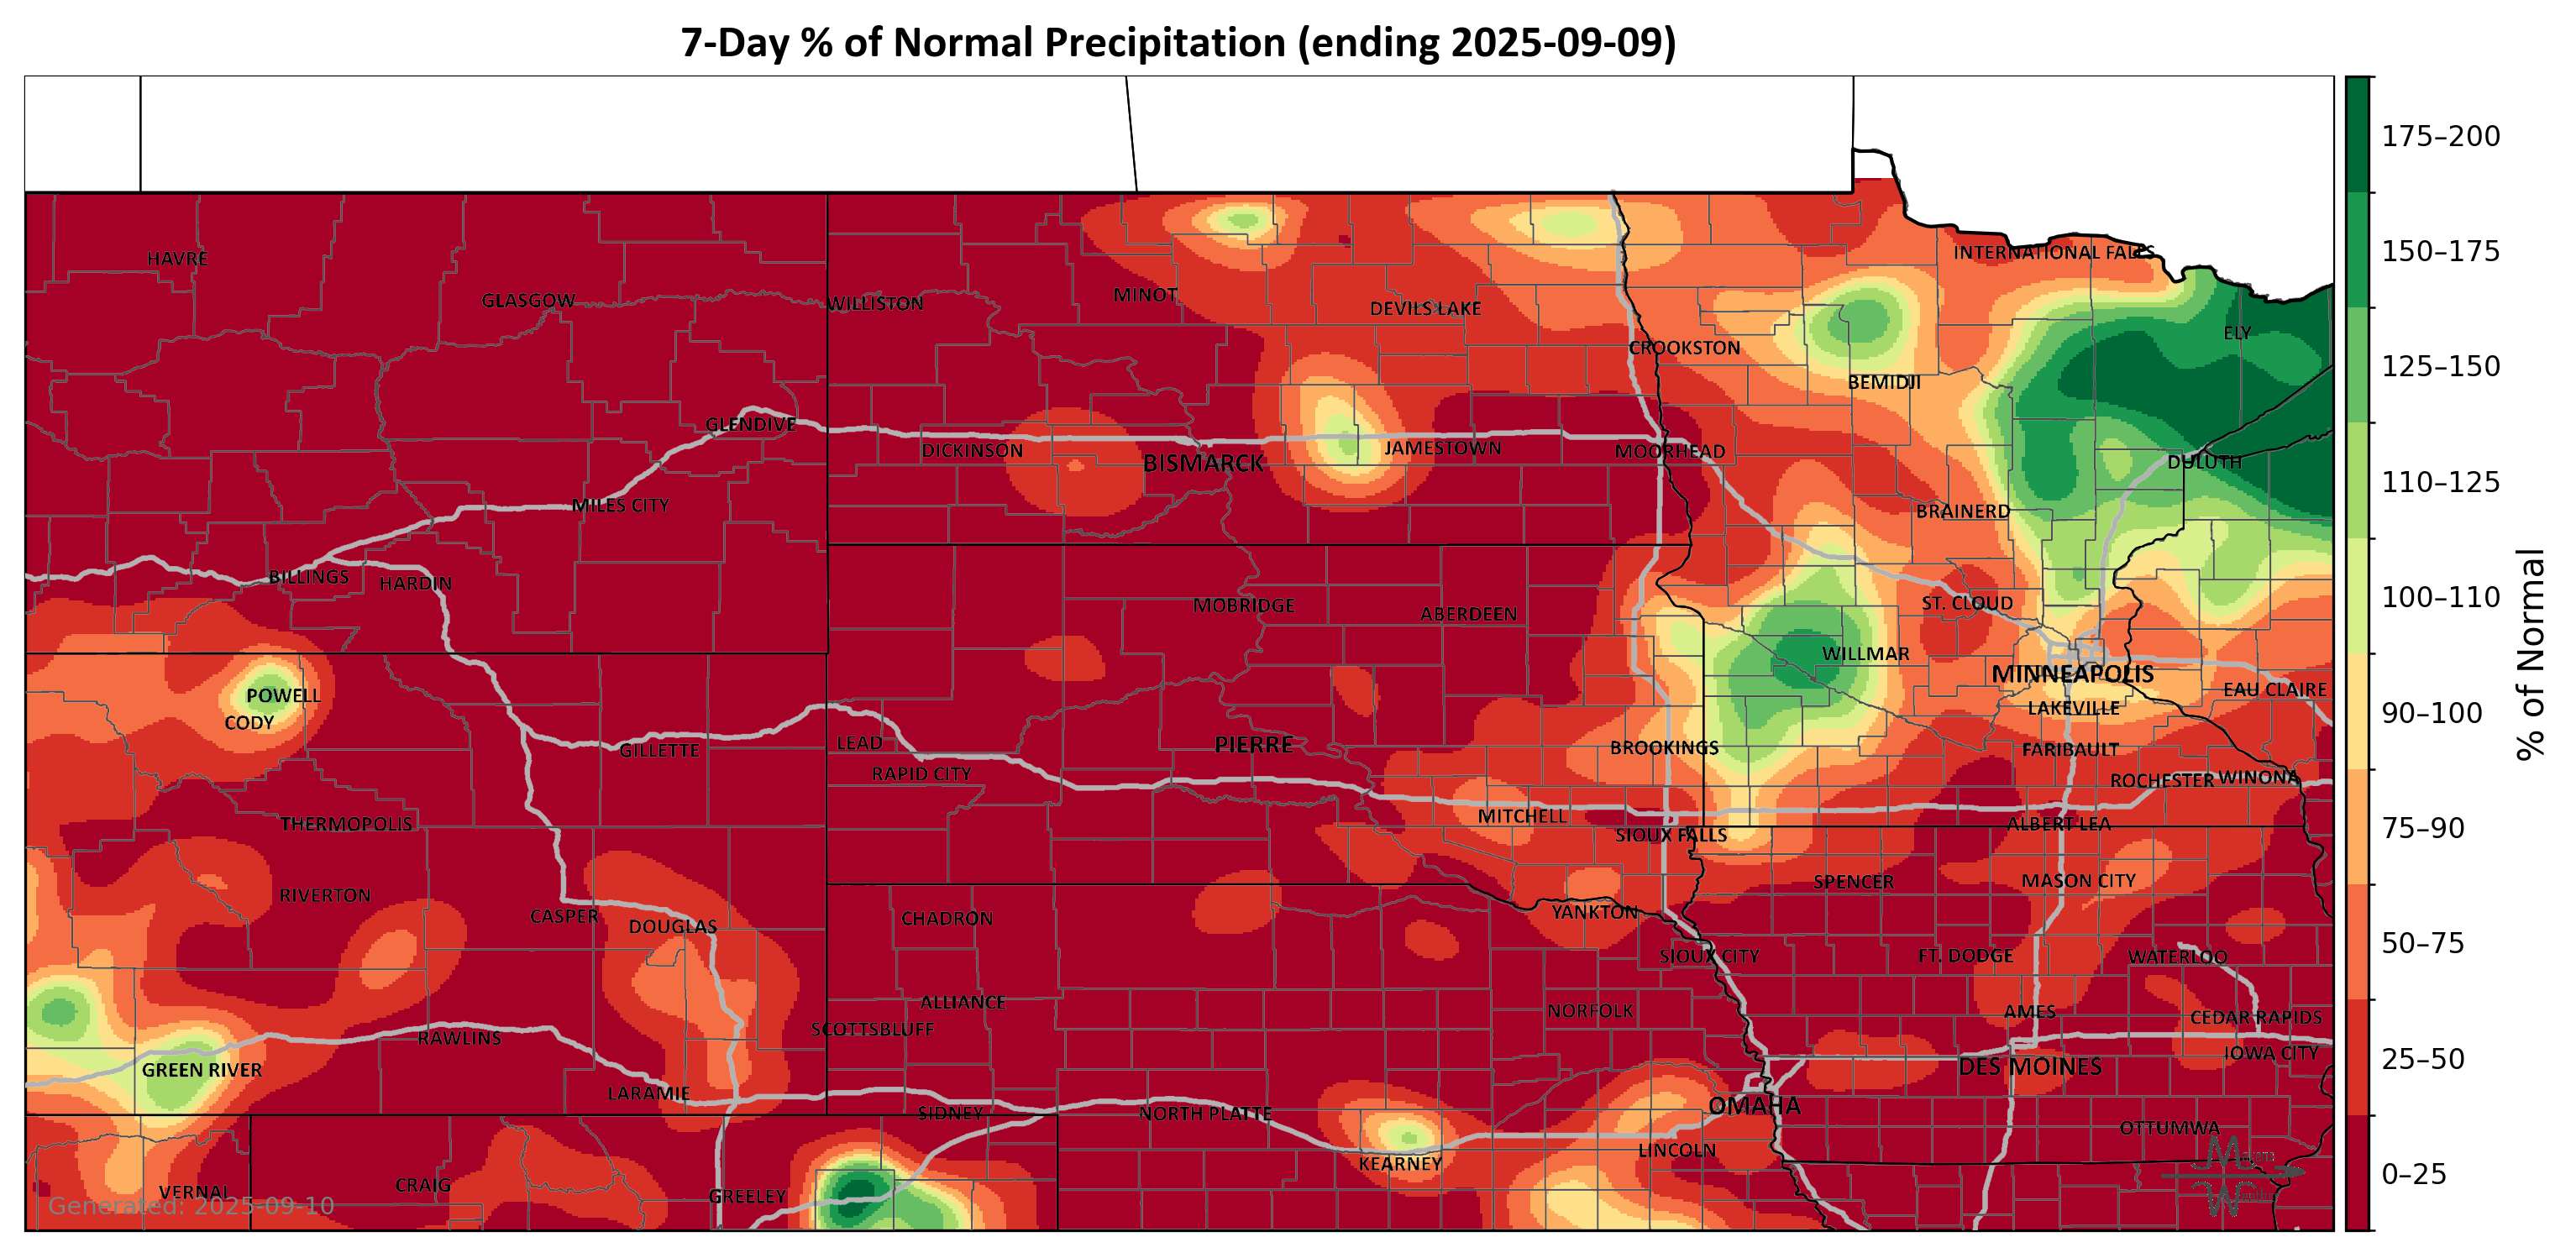 7-Day % of Normal Precipitation (ending 2025-09-09)
175–200
HAVRE
INTERNATIONAL FALLS
150–175
GLASGOW
WILLISTON
MINOT
DEVILS LAKE
ELY
CROOKSTON
125–150
BEMIDJI
GLENDIVE
DICKINSON
BISMARCK
JAMESTOWN
MOORHEAD
DULUTH
110–125
MILES CITY
BRAINERD
BILLINGS
HARDIN
MOBRIDGE
ABERDEEN
ST. CLOUD
100–110
WILLMAR
MINNEAPOLIS
% of Normal
POWELL
CODY
EAU CLAIRE
LAKEVILLE
90–100
GILLETTE
LEAD
PIERRE
BROOKINGS
FARIBAULT
RAPID CITY
ROCHESTER
WINONA
THERMOPOLIS
MITCHELL
SIOUX FALLS
ALBERT LEA
75–90
RIVERTON
SPENCER
MASON CITY
CASPER
DOUGLAS
CHADRON
YANKTON
50–75
SIOUX CITY
FT. DODGE
WATERLOO
ALLIANCE
NORFOLK
AMES
CEDAR RAPIDS
SCOTTSBLUFF
RAWLINS
GREEN RIVER
IOWA CITY
25–50
DES MOINES
LARAMIE
SIDNEY
NORTH PLATTE
OMAHA
OTTUMWA
KEARNEY
LINCOLN
0–25
VERNAL
CRAIG
GREELEY
Generated: 2025-09-10